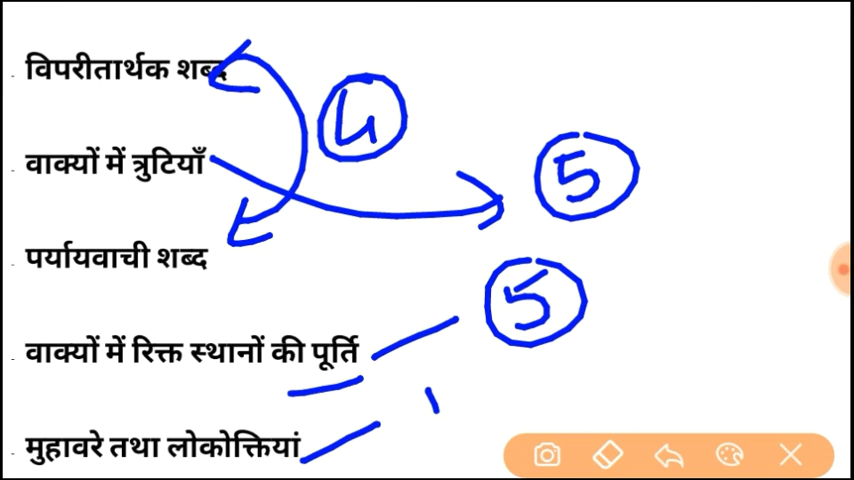 विपरीतार्थक शब्द
4
वाक्यों में त्रुटियाँ
5
पर्यायवाची शब्द
5
वाक्यों में रिक्त स्थानों की पूर्ति
मुहावरे तथा लोकोक्तियां